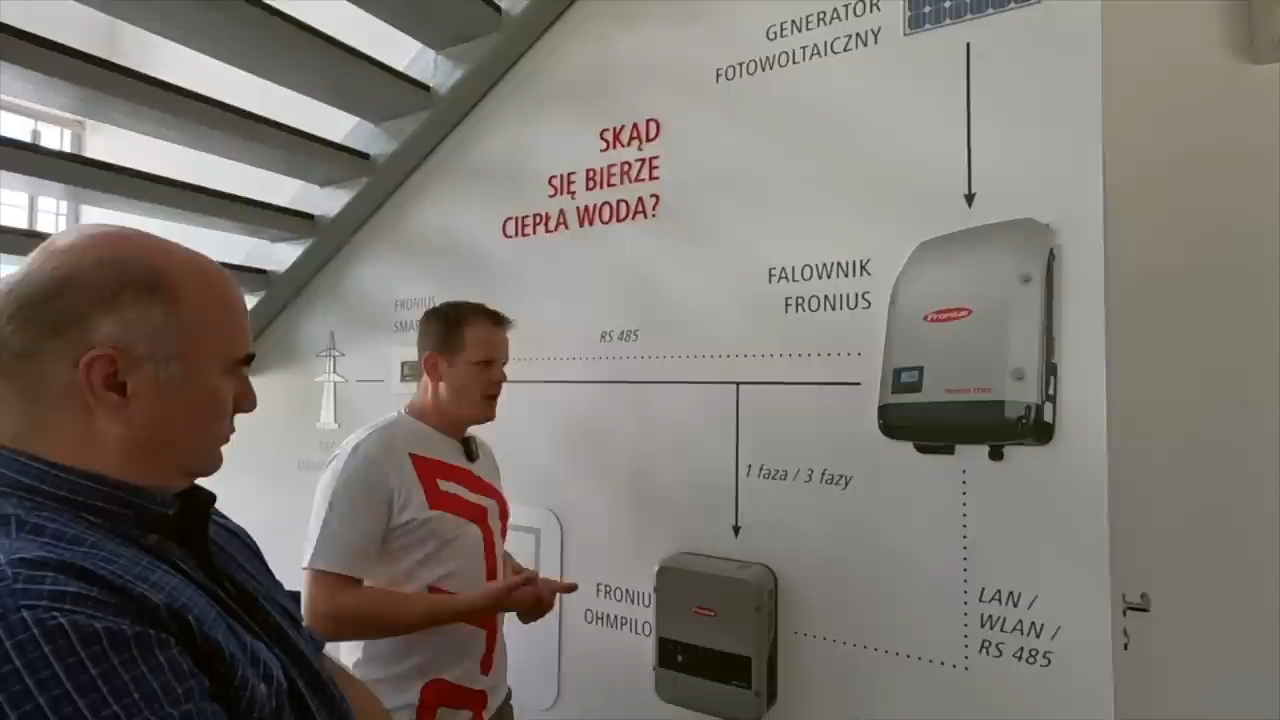 GENERATOR
FOTOWOLTAICZNY
SKĄD
SIĘ BIERZE
CIEPŁA WODA?
FALOWNIK
FRONIUS
Fronius
FRONIUS
RS 485
1 faza / 3 fazy
FRONIU
OHMPILO
LAN /
WLAN /
RS 485